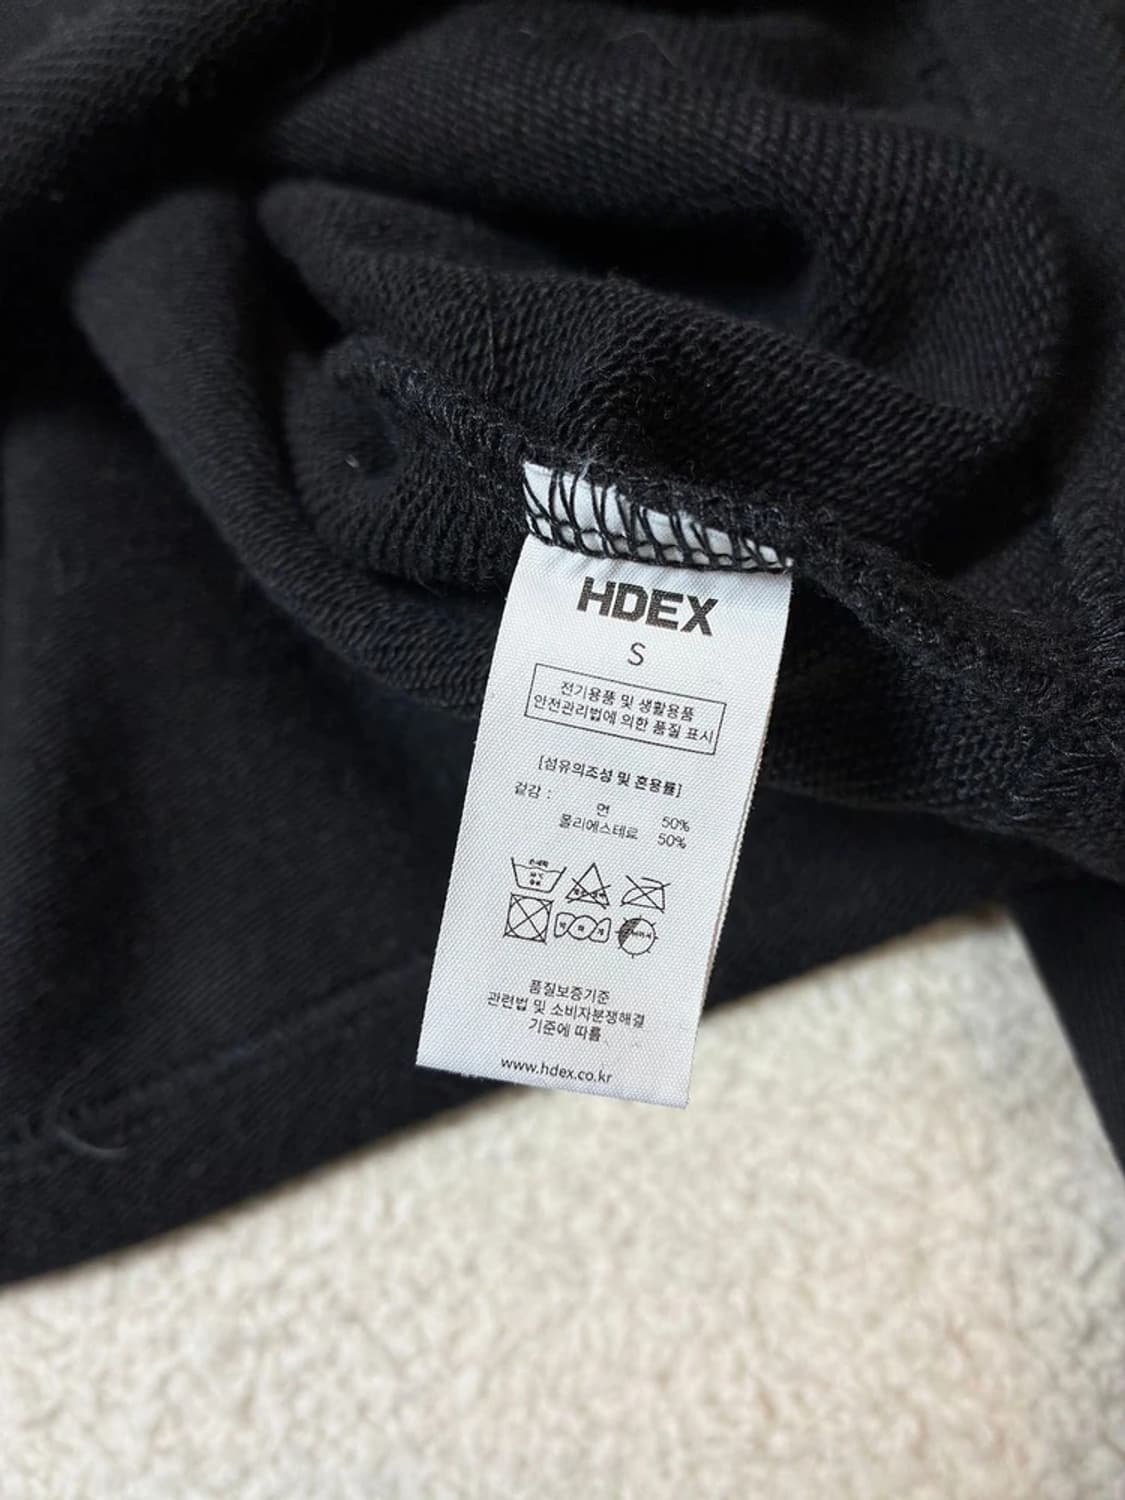 HDEX
S
전기용품 및 생활용품
안전관리법에 의한 품질 표시
[섬유의조성 및 혼용률]
겉감 :
면 50%
폴리에스테르 50%
손세탁
품질보증기준
관련법 및 소비자분쟁해결
기준에 따름
www.hdex.co.kr